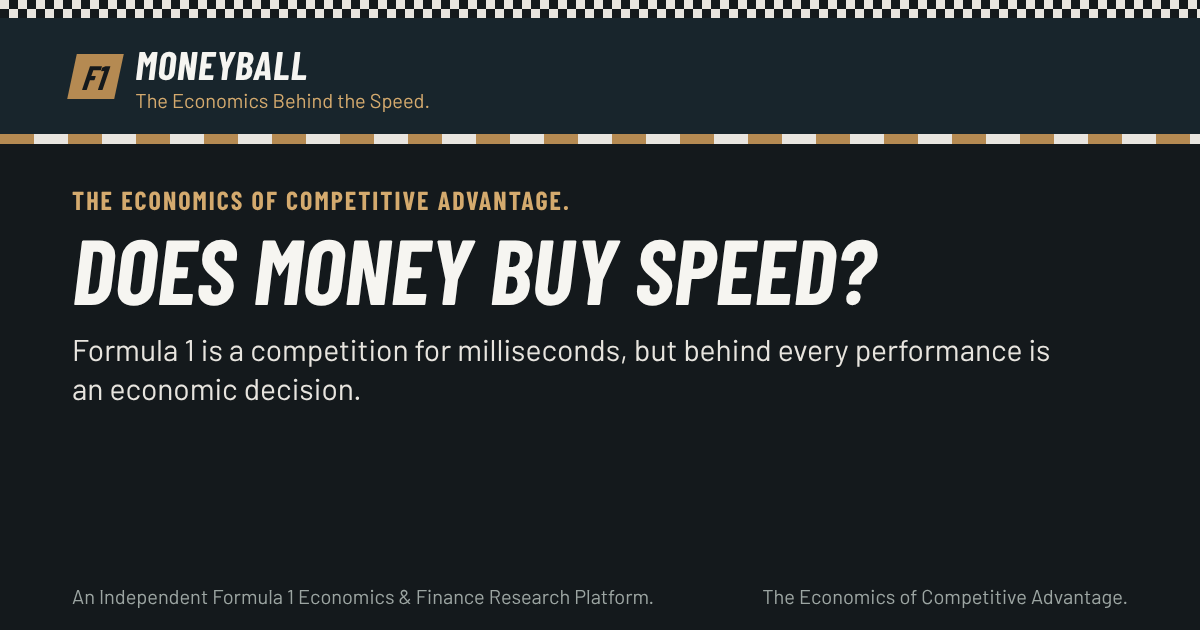 F1
MONEYBALL
The Economics Behind the Speed.
THE ECONOMICS OF COMPETITIVE ADVANTAGE.
DOES MONEY BUY SPEED?
Formula 1 is a competition for milliseconds, but behind every performance is
an economic decision.
An Independent Formula 1 Economics & Finance Research Platform.
The Economics of Competitive Advantage.